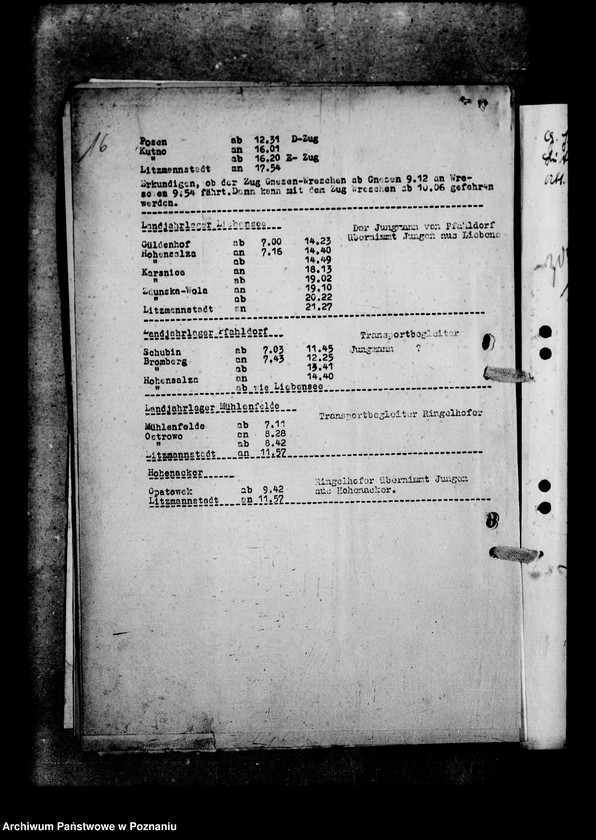 16
Posen ab 12.31 D-Zug
Kutno an 16.01
" ab 16.20 E- Zug
Litzmannstadt an 17.54
Erkundigen, ob der Zug Gnesen-Wreschen ab Gnesen 9.12 an Wre-
schen 9.54 fährt.Dann kann mit dem Zug Wreschen ab 10.06 gefahren
werden.
Landjahrlager Liebensee
Der Jungmann von Pfahldorf
übernimmt Jungen aus Liebens
Güldenhof ab 7.00 14.23
Hohensalza an 7.16 14.40
" ab 14.49
Karsnice an 18.13
" ab 19.02
Zdunska-Wola an 19.10
" ab 20.22
Litzmannstadt an 21.27
Landjahrlager Pfahldorf
Transportbegleiter
Jungmann ?
Schubin ab 7.03 11.45
Bromberg an 7.43 12.25
" ab 13.41
Hohensalza an 14.40
ab wie Liebensee
Landjahrlager Mühlenfelde
Transportbegleiter Ringelhofer
Mühlenfelde ab 7.11
Ostrowo an 8.28
" ab 8.42
Litzmannstadt an 11.57
Hohenacker
Ringelhofer übernimmt Jungen
aus Hohenacker.
Opatowek ab 9.42
Litzmannstadt an 11.57
Archiwum Państwowe w Poznaniu